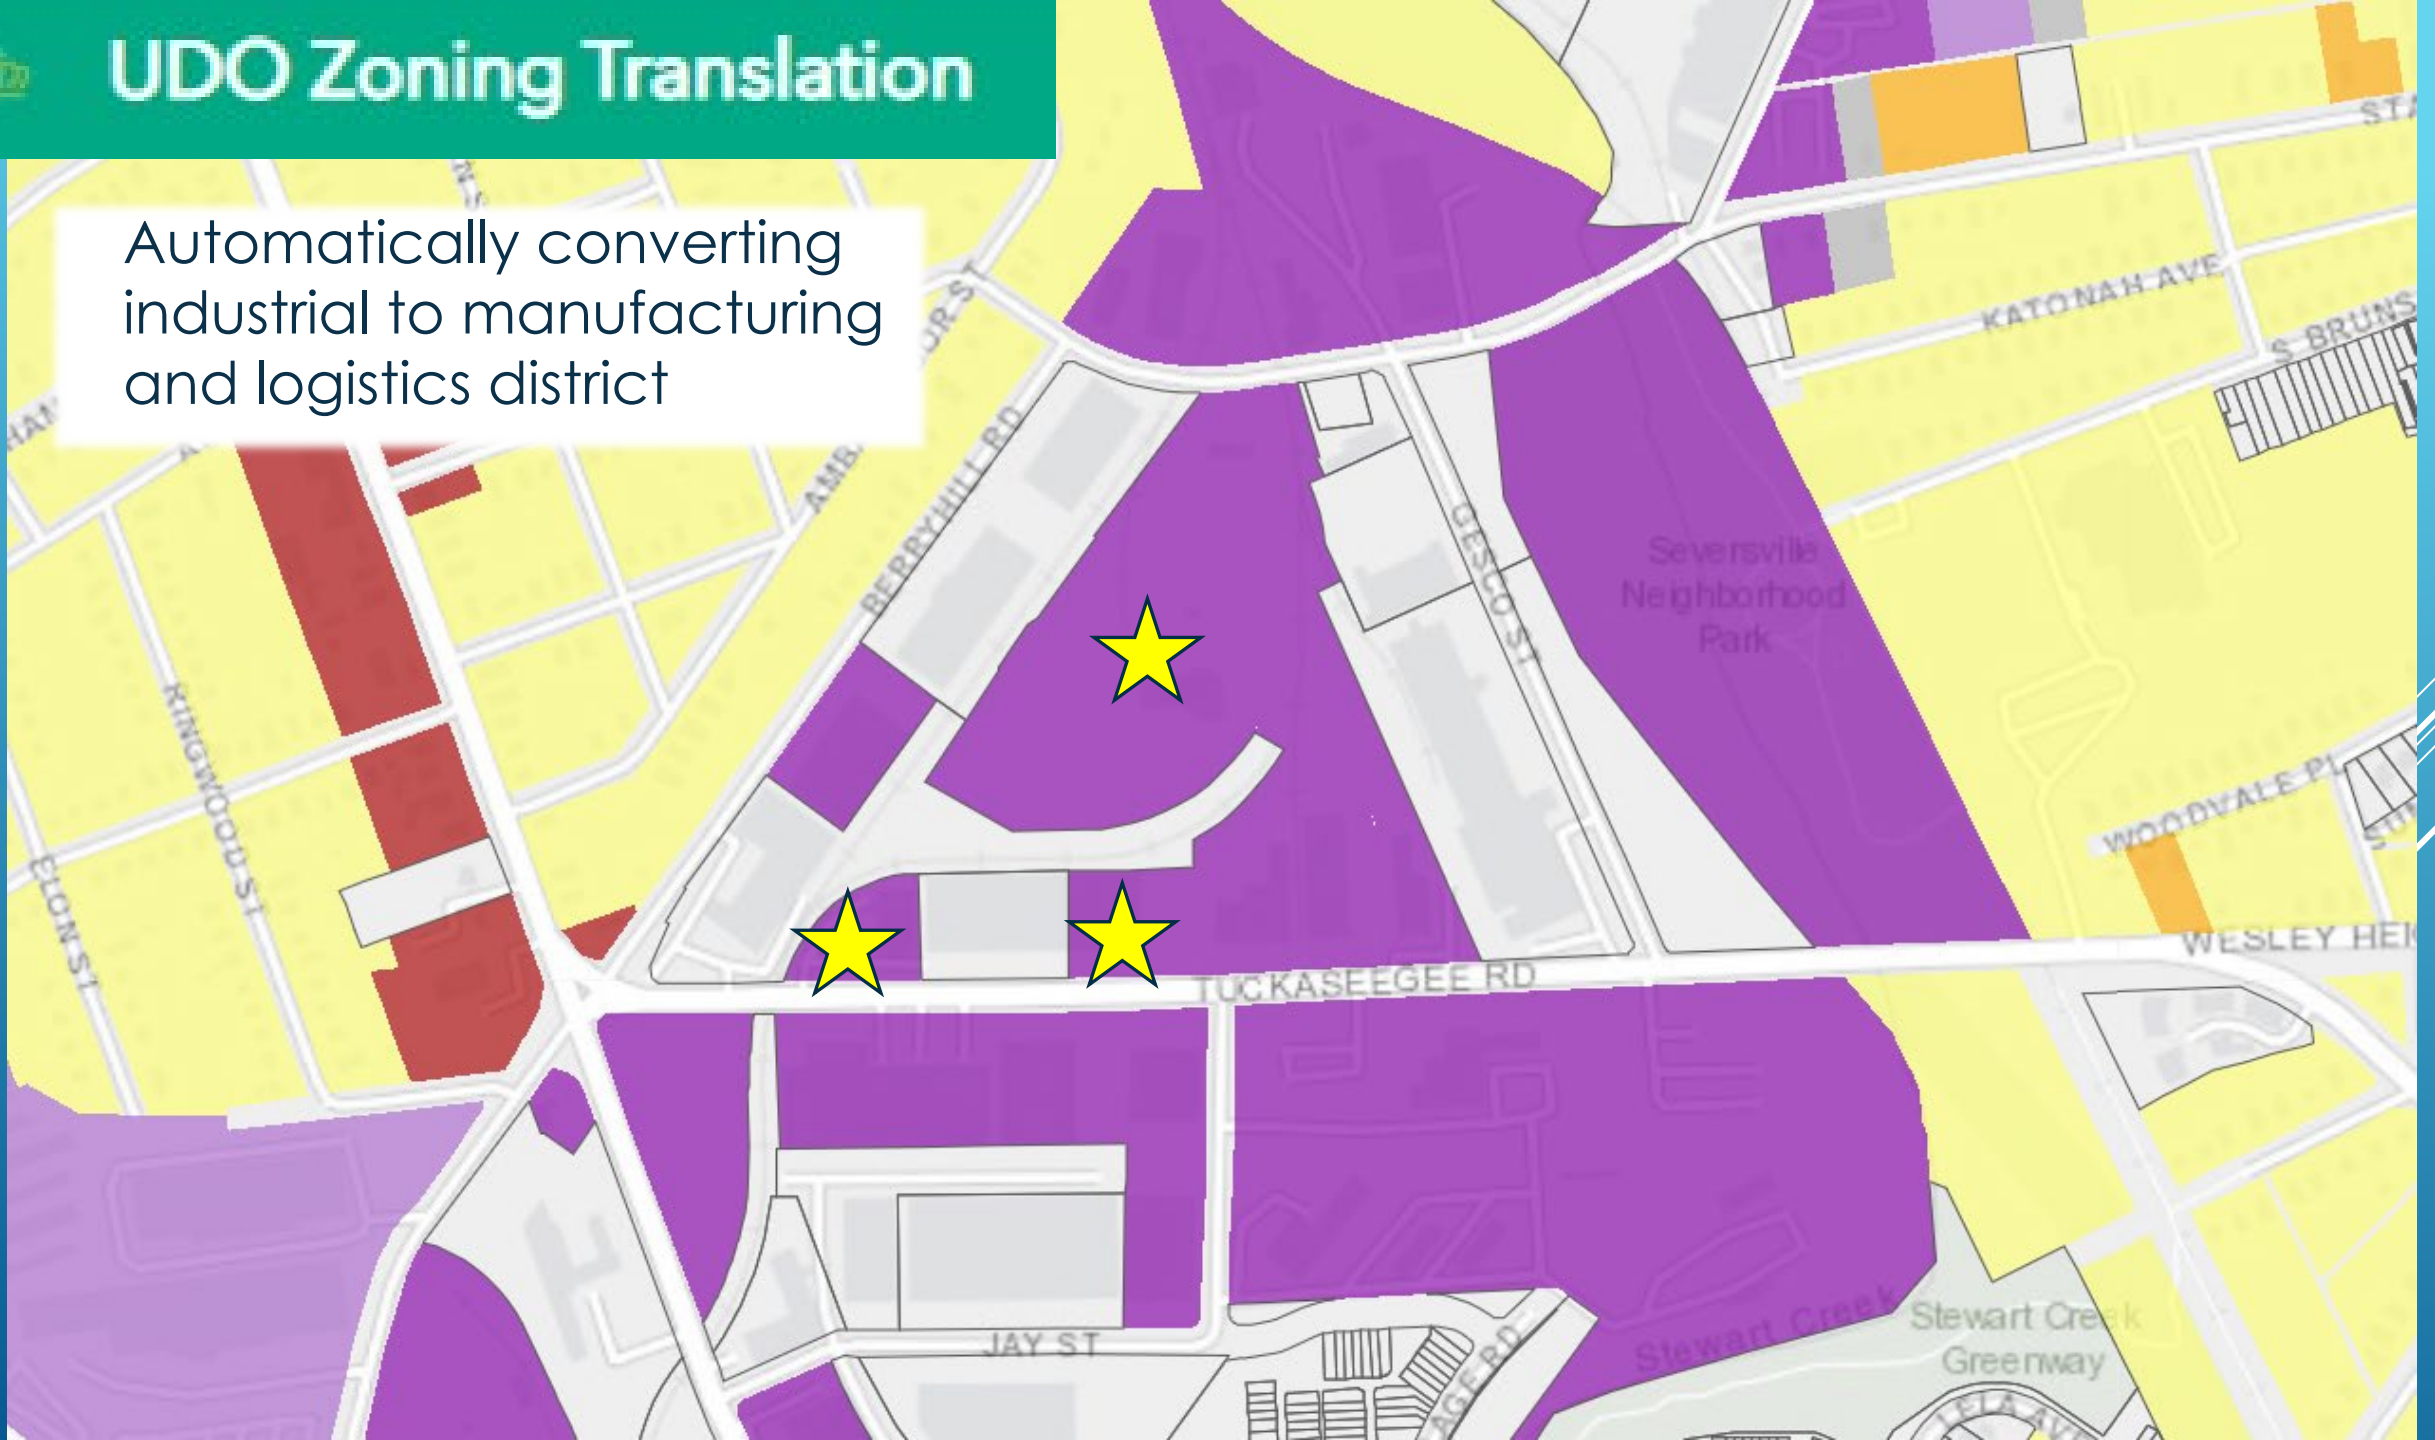 UDO Zoning Translation
Automatically converting
industrial to manufacturing
and logistics district
KATONAH AVE
S BRUNS
BERRYHILL RD
GESCO ST
Seversville
Neighborhood
Park
KINGWOOD ST
ELON ST
WOODVALE PL
WESLEY HEI
TUCKASEEGEE RD
JAY ST
Stewart Creek
Stewart Creek
Greenway
LELA AVE